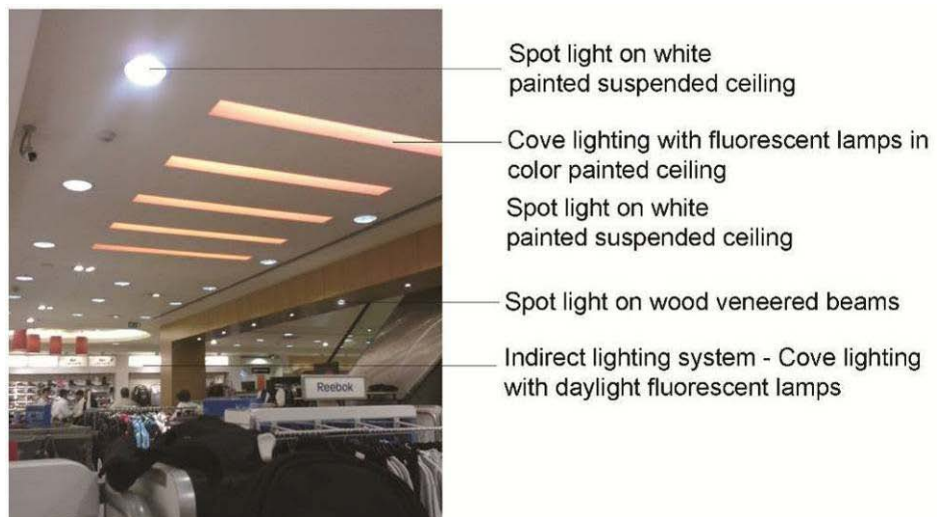 Spot light on white
painted suspended ceiling
Cove lighting with fluorescent lamps in
color painted ceiling
Spot light on white
painted suspended ceiling
Spot light on wood veneered beams
Indirect lighting system - Cove lighting
with daylight fluorescent lamps
Reebok